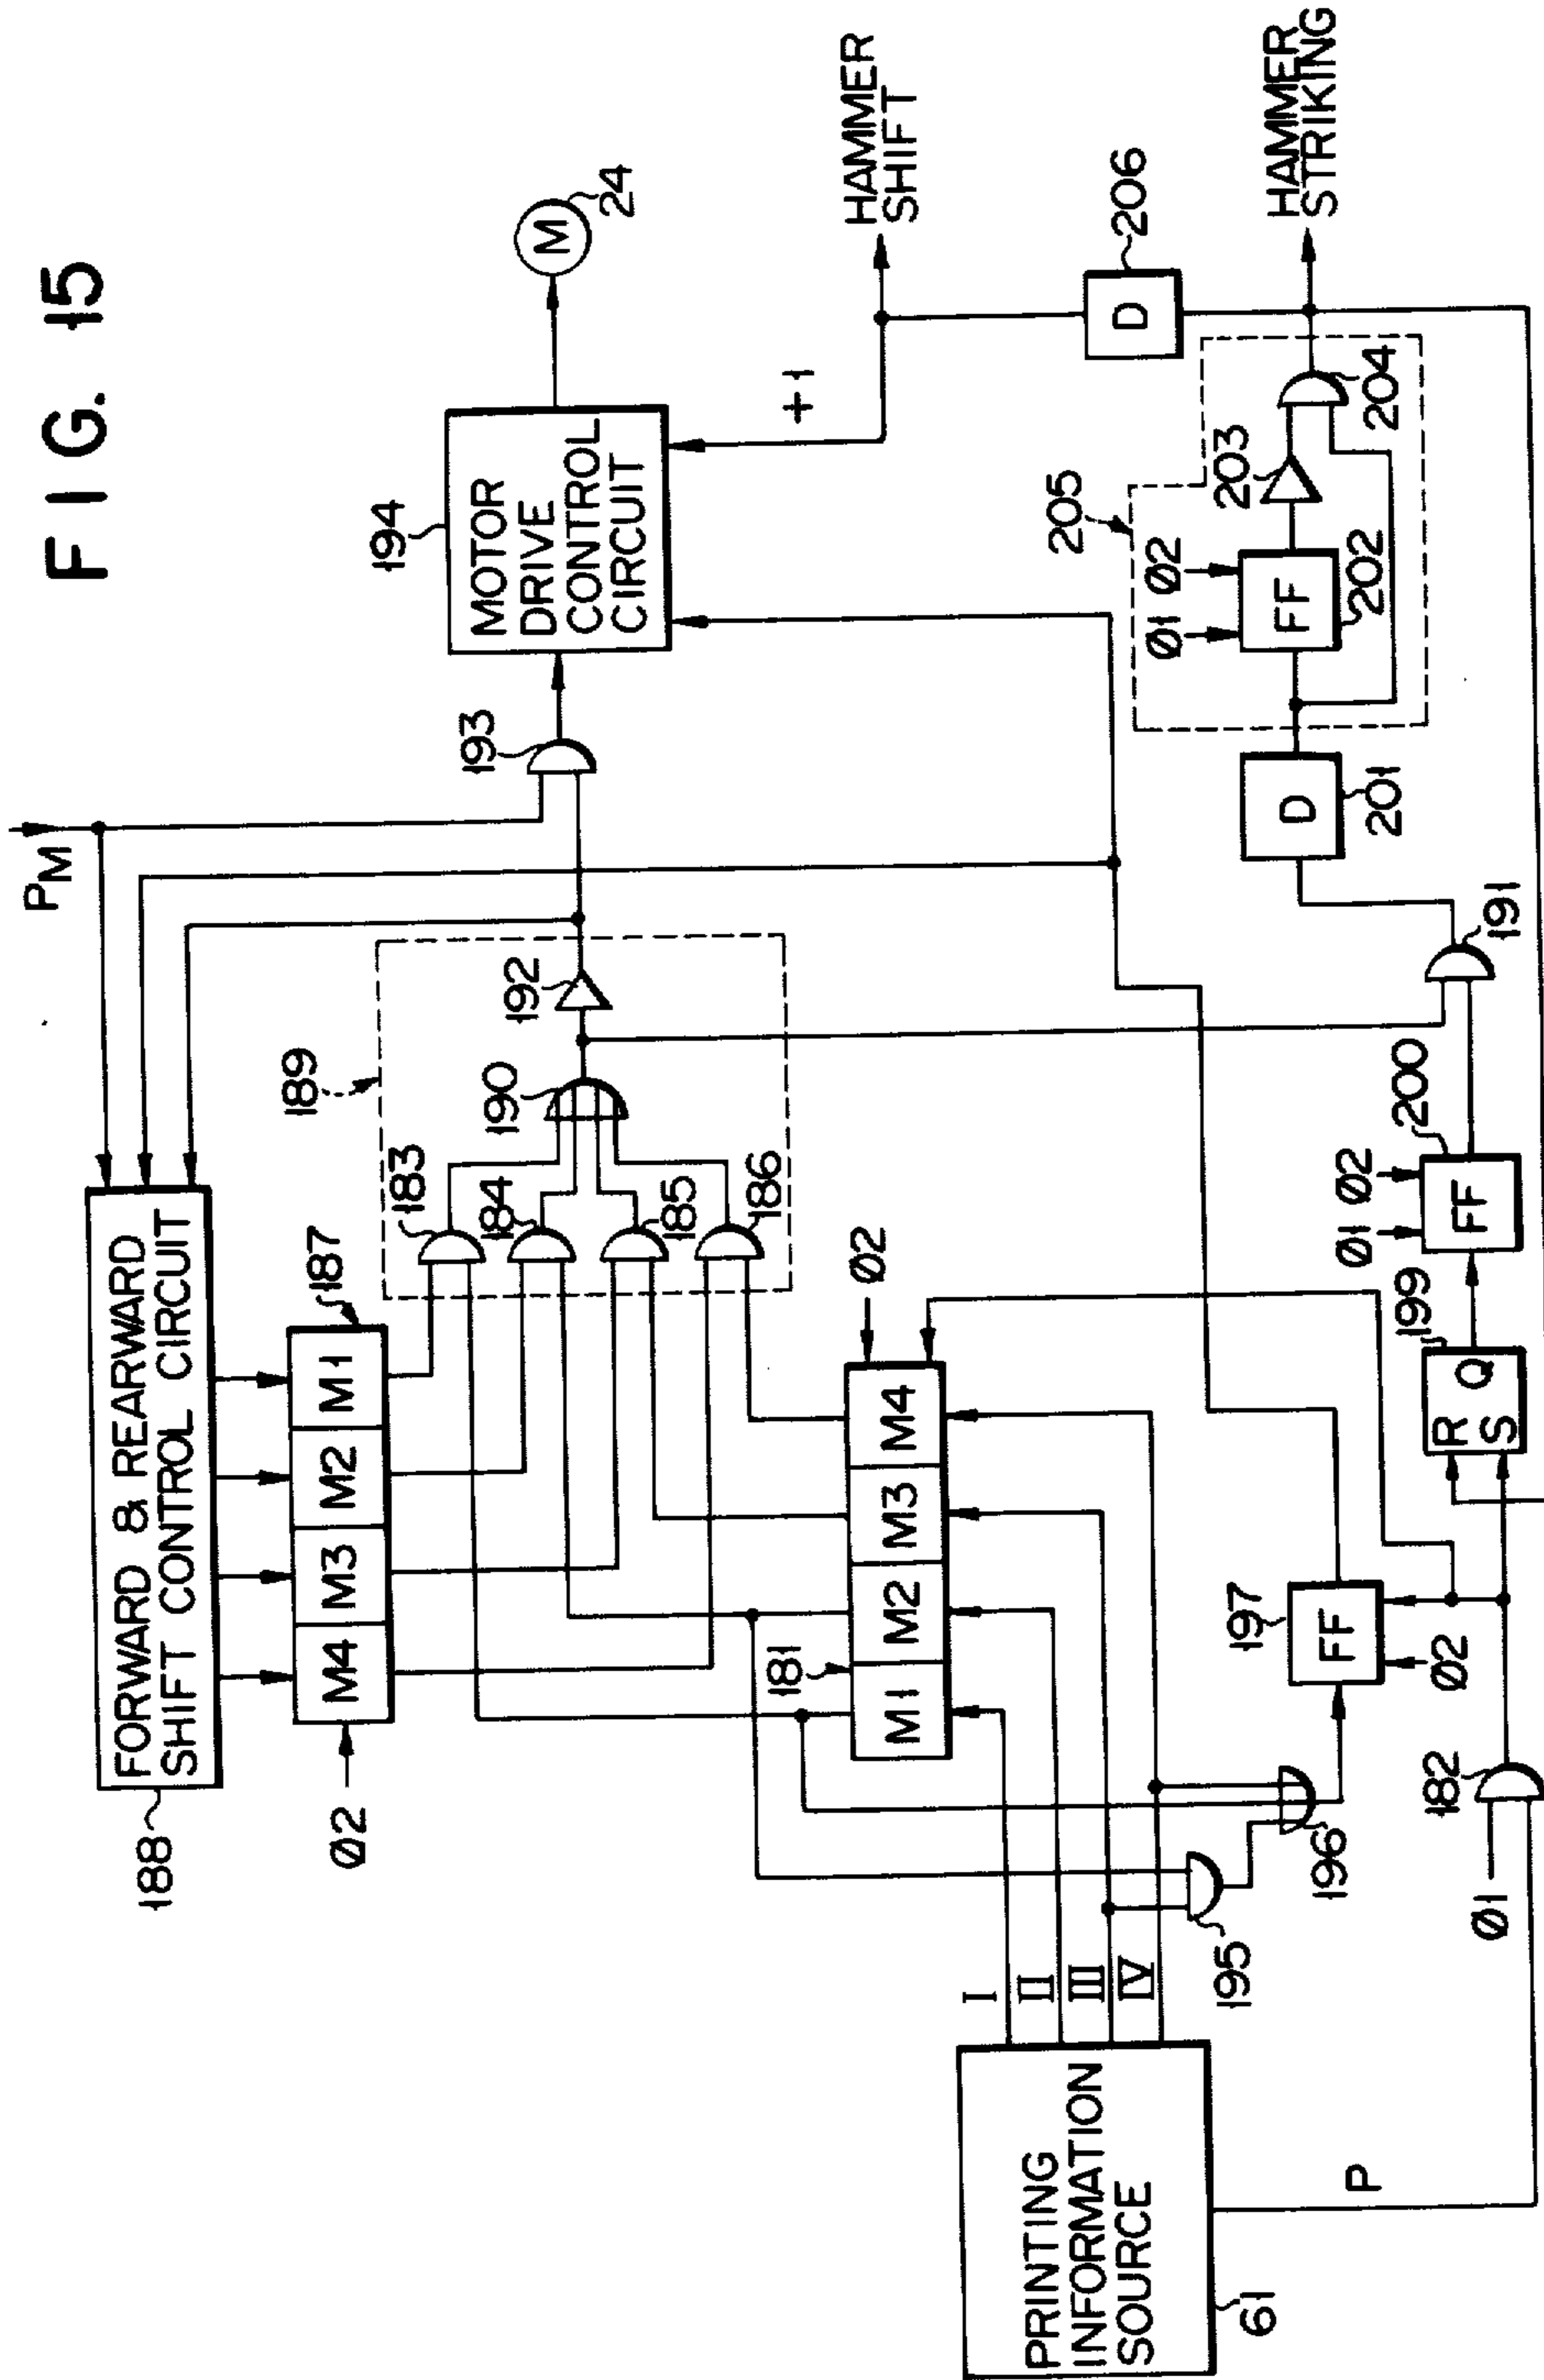 FIG. 15
PM
188
FORWARD & REARWARD
SHIFT CONTROL CIRCUIT
Ø2
M4
M3
M2
M1
187
189
183
184
185
186
190
192
193
194
MOTOR
DRIVE
CONTROL
CIRCUIT
M
24
+1
HAMMER
SHIFT
D
206
HAMMER
STRIKING
181
M1
M2
M3
M4
Ø2
61
PRINTING
INFORMATION
SOURCE
I
II
III
IV
P
195
196
Ø1
182
197
FF
Ø2
199
R
S
Q
Ø1
Ø2
FF
200
191
D
201
205
Ø1
Ø2
FF
202
203
204